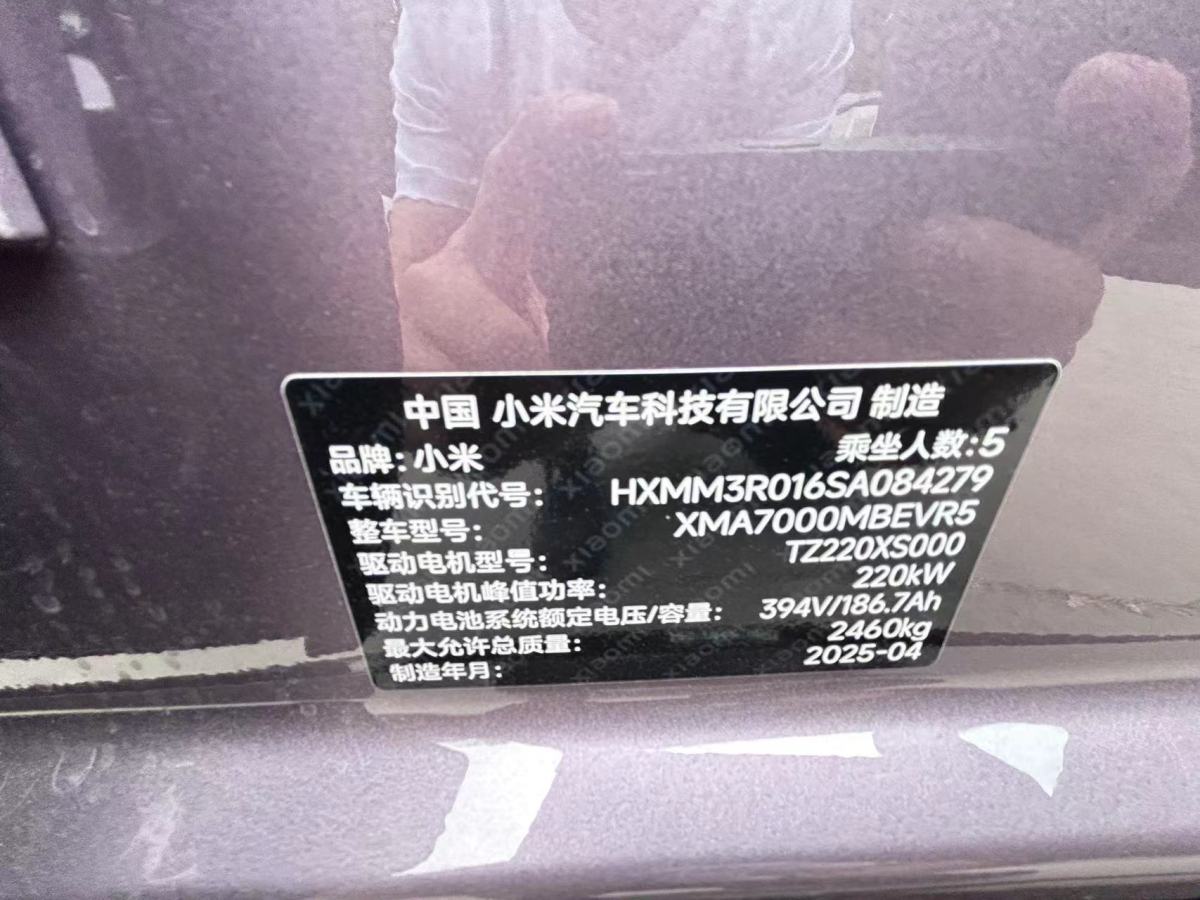 中国 小米汽车科技有限公司 制造
品牌: 小米 乘坐人数:5
车辆识别代号: HXMM3R016SA084279
整车型号: XMA7000MBEVR5
驱动电机型号: TZ220XS000
驱动电机峰值功率: 220kW
动力电池系统额定电压/容量: 394V/186.7Ah
最大允许总质量: 2460kg
制造年月: 2025-04